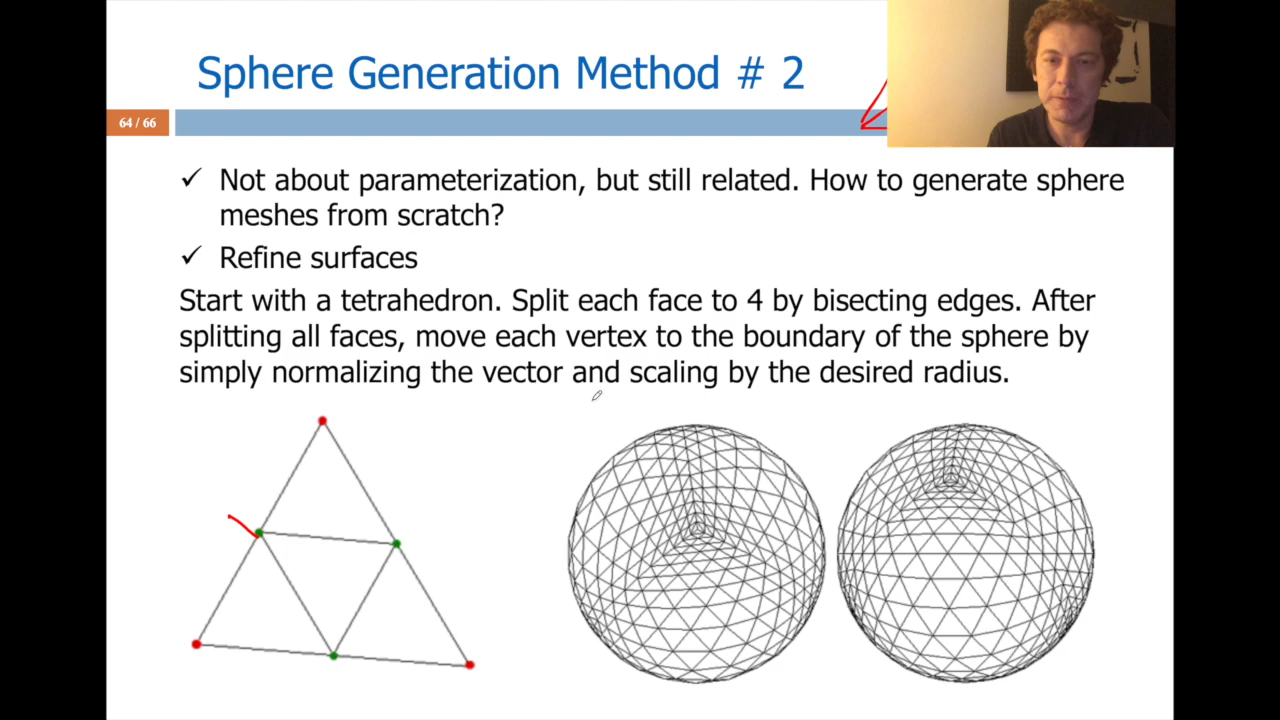 Sphere Generation Method # 2
64 / 66
✓ Not about parameterization, but still related. How to generate sphere
meshes from scratch?
✓ Refine surfaces
Start with a tetrahedron. Split each face to 4 by bisecting edges. After
splitting all faces, move each vertex to the boundary of the sphere by
simply normalizing the vector and scaling by the desired radius.